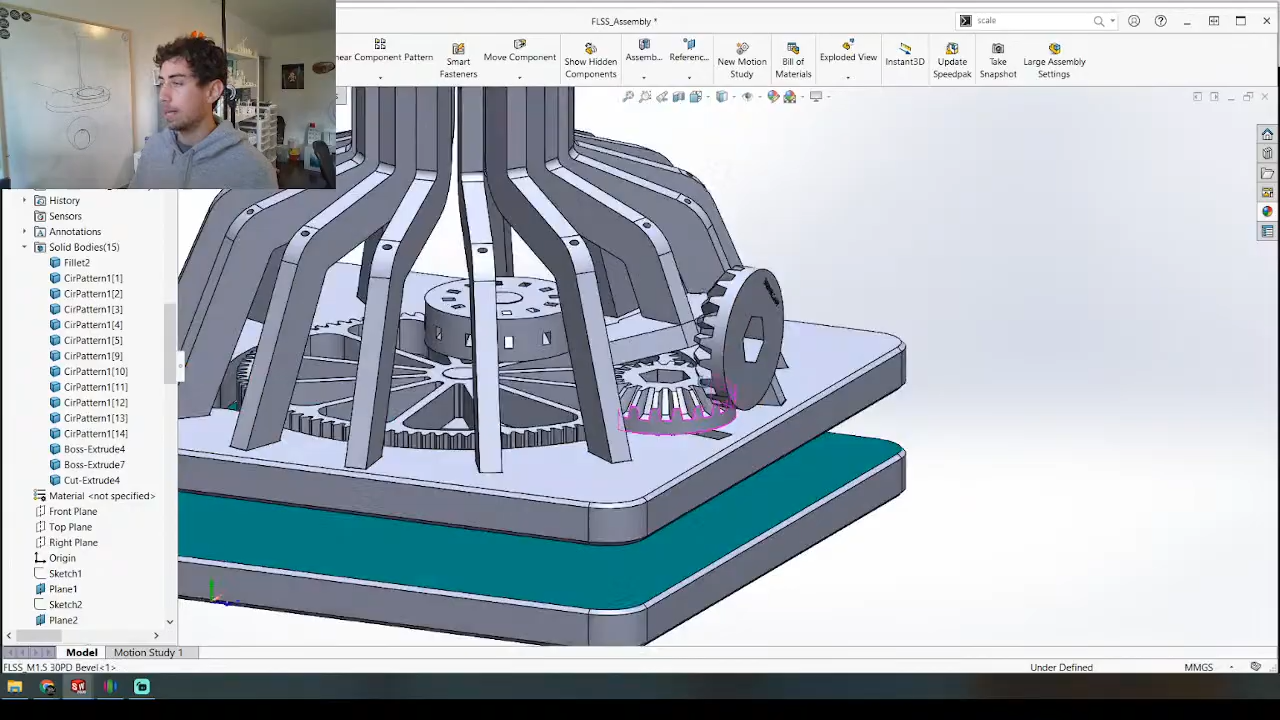 FLSS_Assembly *
scale
near Component Pattern
Smart Fasteners
Move Component
Show Hidden Components
Assemb...
Referenc...
New Motion Study
Bill of Materials
Exploded View
Instant3D
Update Speedpak
Take Snapshot
Large Assembly Settings
History
Sensors
Annotations
Solid Bodies(15)
Fillet2
CirPattern1[1]
CirPattern1[2]
CirPattern1[3]
CirPattern1[4]
CirPattern1[5]
CirPattern1[9]
CirPattern1[10]
CirPattern1[11]
CirPattern1[12]
CirPattern1[13]
CirPattern1[14]
Boss-Extrude4
Boss-Extrude7
Cut-Extrude4
Material <not specified>
Front Plane
Top Plane
Right Plane
Origin
Sketch1
Plane1
Sketch2
Plane2
Model
Motion Study 1
FLSS_M1.5 30PD Bevel<1>
Under Defined
MMGS